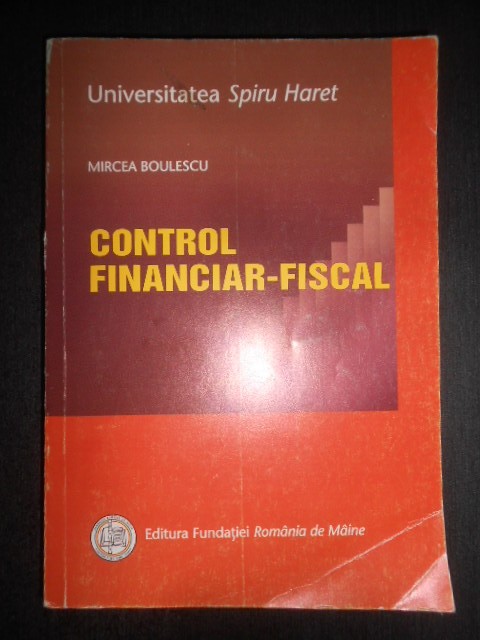 Universitatea Spiru Haret
MIRCEA BOULESCU
CONTROL
FINANCIAR-FISCAL
Editura Fundației România de Mâine